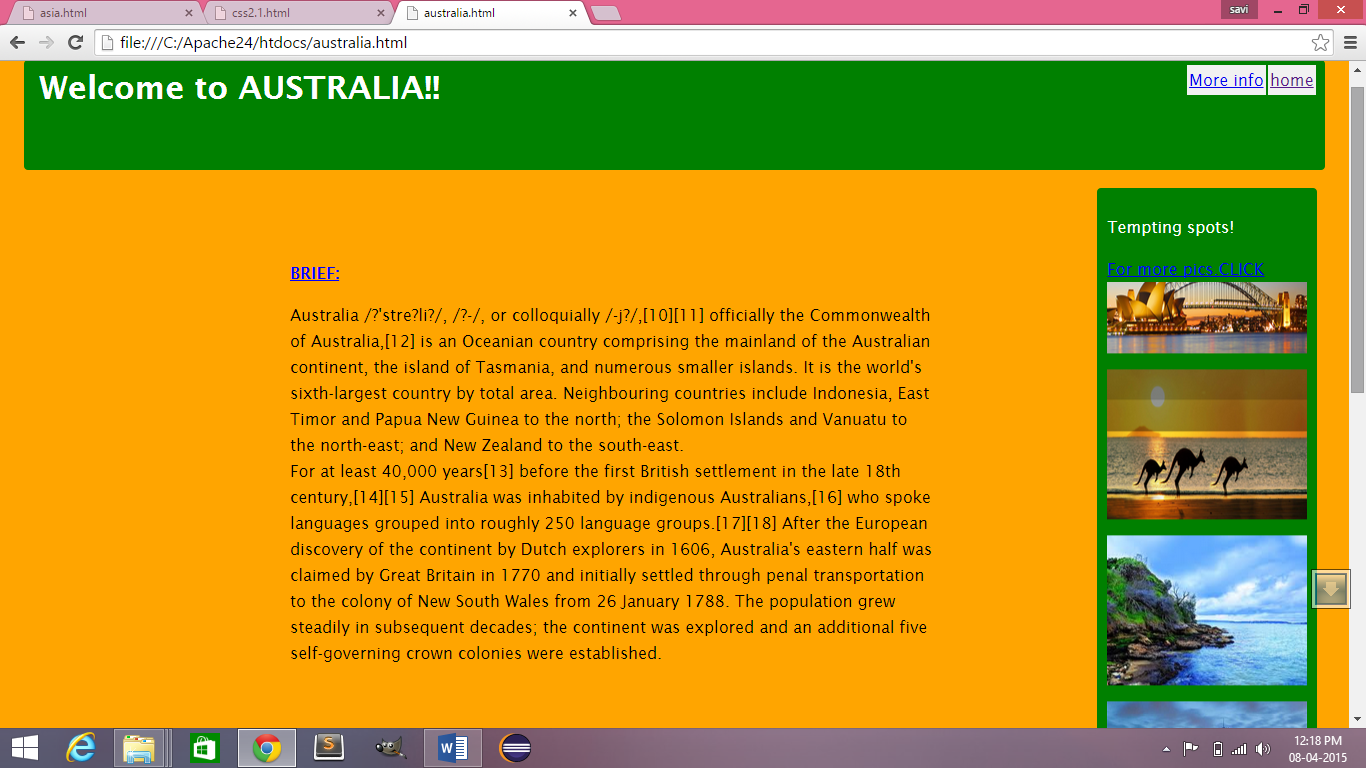 asia.html
css2.1.html
australia.html
savi
file:///C:/Apache24/htdocs/australia.html
Welcome to AUSTRALIA!!
More info
home
Tempting spots!
For more pics.CLICK
BRIEF:
Australia /?'stre?li?/, /?-/, or colloquially /-j?/,[10][11] officially the Commonwealth
of Australia,[12] is an Oceanian country comprising the mainland of the Australian
continent, the island of Tasmania, and numerous smaller islands. It is the world's
sixth-largest country by total area. Neighbouring countries include Indonesia, East
Timor and Papua New Guinea to the north; the Solomon Islands and Vanuatu to
the north-east; and New Zealand to the south-east.
For at least 40,000 years[13] before the first British settlement in the late 18th
century,[14][15] Australia was inhabited by indigenous Australians,[16] who spoke
languages grouped into roughly 250 language groups.[17][18] After the European
discovery of the continent by Dutch explorers in 1606, Australia's eastern half was
claimed by Great Britain in 1770 and initially settled through penal transportation
to the colony of New South Wales from 26 January 1788. The population grew
steadily in subsequent decades; the continent was explored and an additional five
self-governing crown colonies were established.
12:18 PM
08-04-2015